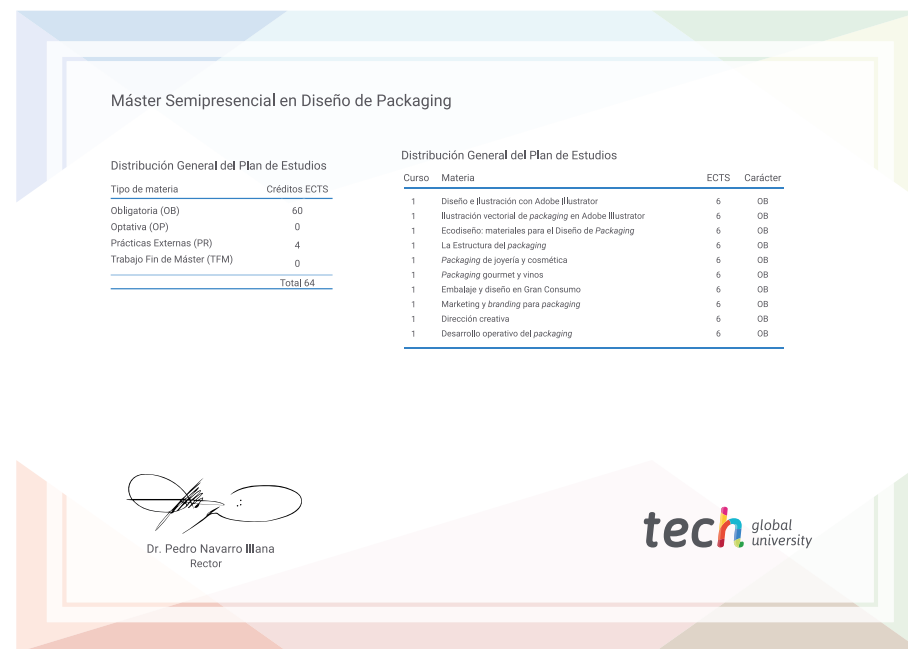 Máster Semipresencial en Diseño de Packaging
Distribución General del Plan de Estudios
Tipo de materia Créditos ECTS
Obligatoria (OB) 60
Optativa (OP) 0
Prácticas Externas (PR) 4
Trabajo Fin de Máster (TFM) 0
Total 64
Distribución General del Plan de Estudios
Curso Materia ECTS Carácter
1 Diseño e Ilustración con Adobe Illustrator 6 OB
1 Ilustración vectorial de packaging en Adobe Illustrator 6 OB
1 Ecodiseño: materiales para el Diseño de Packaging 6 OB
1 La Estructura del packaging 6 OB
1 Packaging de joyería y cosmética 6 OB
1 Packaging gourmet y vinos 6 OB
1 Embalaje y diseño en Gran Consumo 6 OB
1 Marketing y branding para packaging 6 OB
1 Dirección creativa 6 OB
1 Desarrollo operativo del packaging 6 OB
Dr. Pedro Navarro Illana
Rector
tech global
university